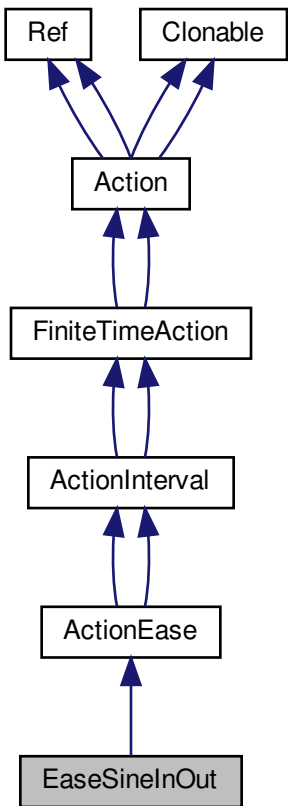 Ref
Clonable
Action
FiniteTimeAction
ActionInterval
ActionEase
EaseSineInOut